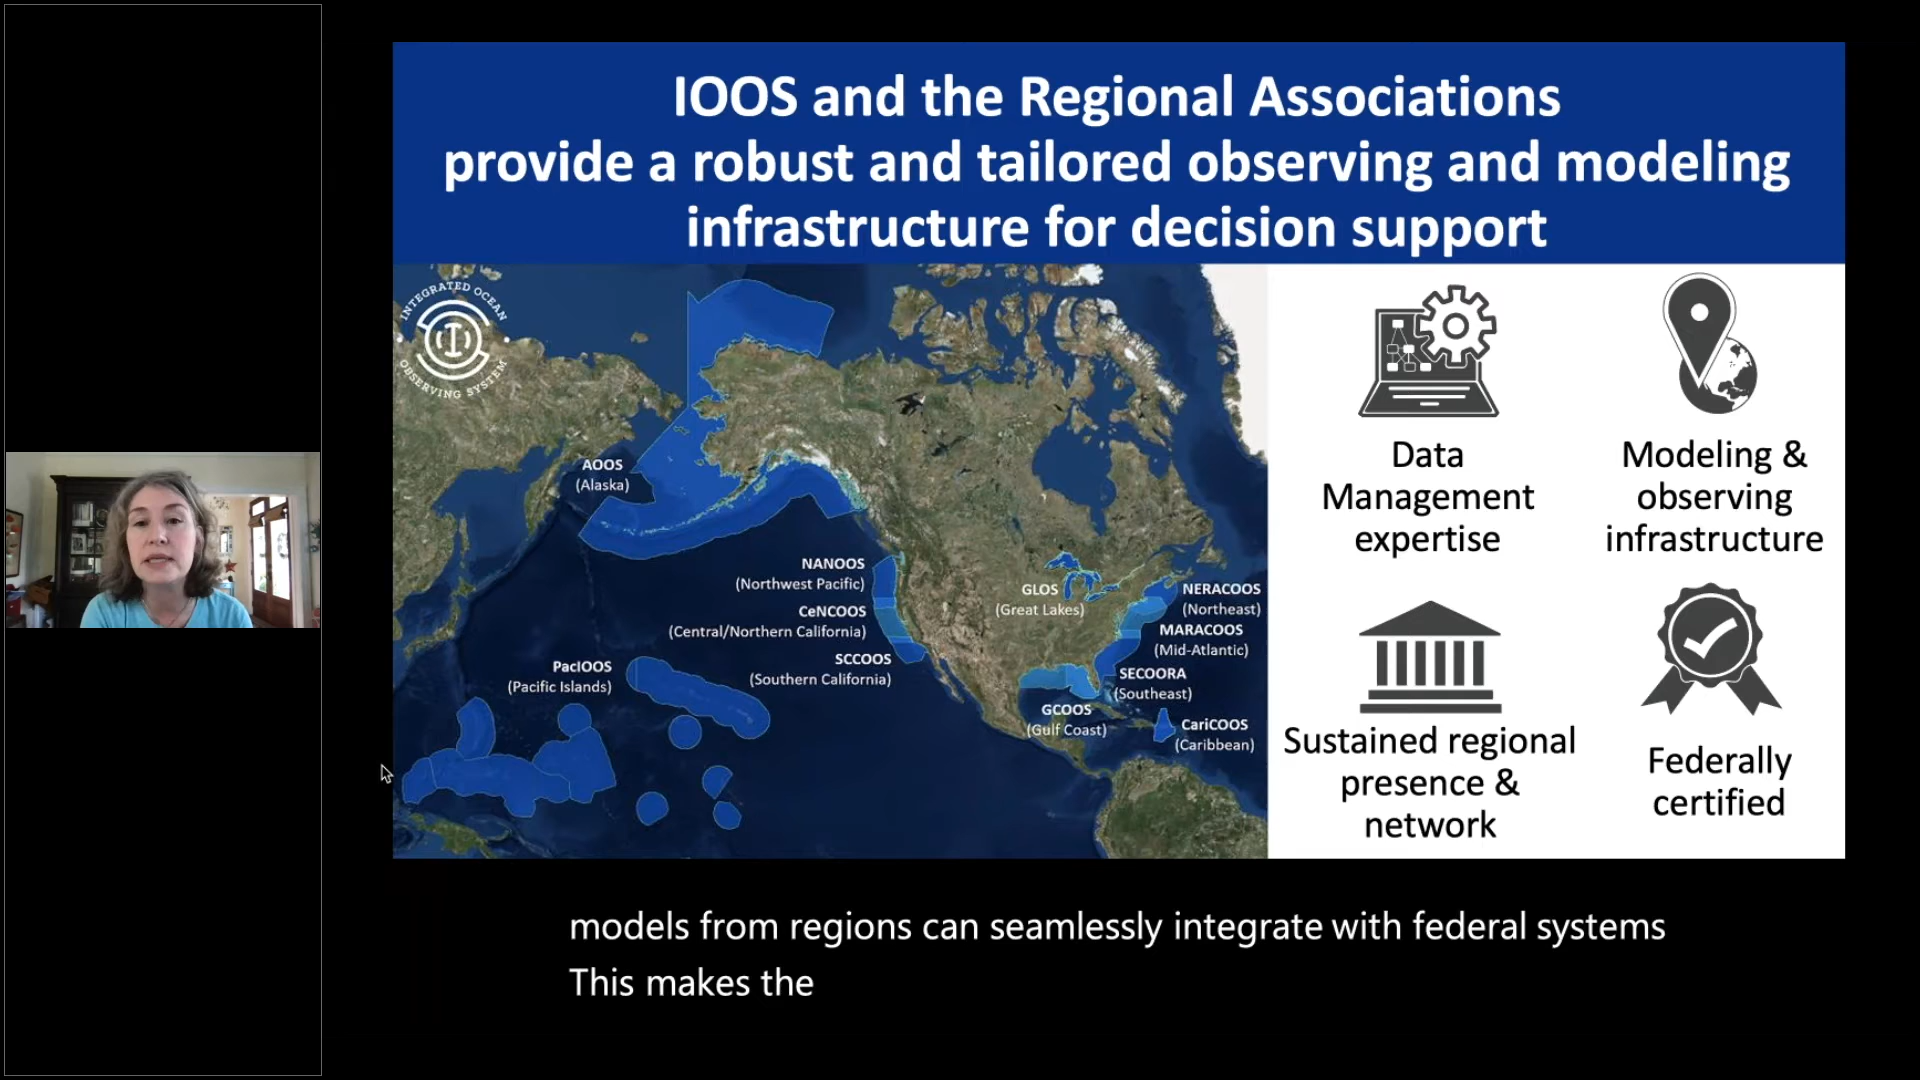 IOOS and the Regional Associations
provide a robust and tailored observing and modeling
infrastructure for decision support
INTEGRATED OCEAN
OBSERVING SYSTEM
AOOS
(Alaska)
NANOOS
(Northwest Pacific)
CeNCOOS
(Central/Northern California)
SCCOOS
(Southern California)
PacIOOS
(Pacific Islands)
GLOS
(Great Lakes)
NERACOOS
(Northeast)
MARACOOS
(Mid-Atlantic)
SECOORA
(Southeast)
GCOOS
(Gulf Coast)
CariCOOS
(Caribbean)
Data
Management
expertise
Modeling &
observing
infrastructure
Sustained regional
presence &
network
Federally
certified
models from regions can seamlessly integrate with federal systems
This makes the